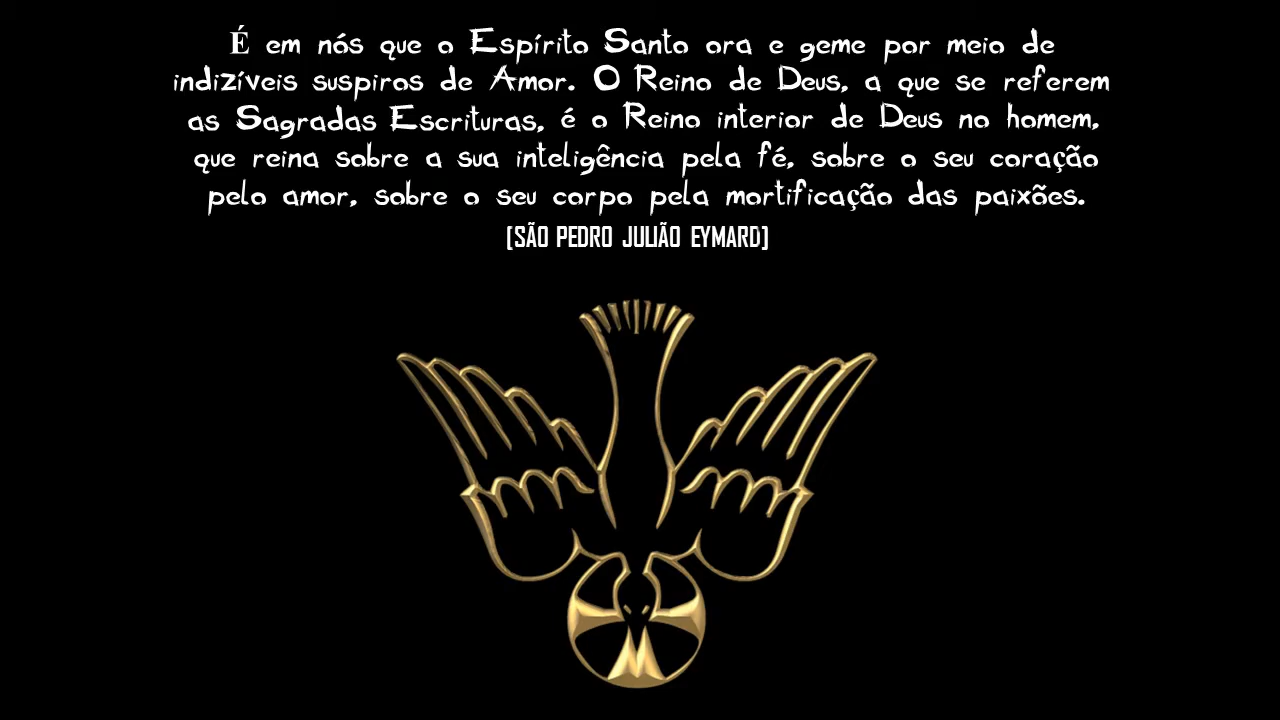 É em nós que o Espírito Santo ora e geme por meio de
indizíveis suspiros de Amor. O Reino de Deus, a que se referem
as Sagradas Escrituras, é o Reino interior de Deus no homem,
que reina sobre a sua inteligência pela fé, sobre o seu coração
pelo amor, sobre o seu corpo pela mortificação das paixões.
[SÃO PEDRO JULIÃO EYMARD]